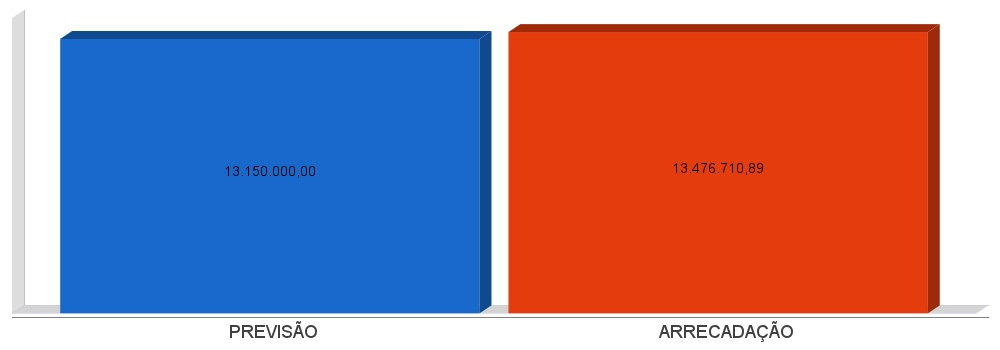 13.150.000,00
13.476.710,89
PREVISÃO
ARRECADAÇÃO